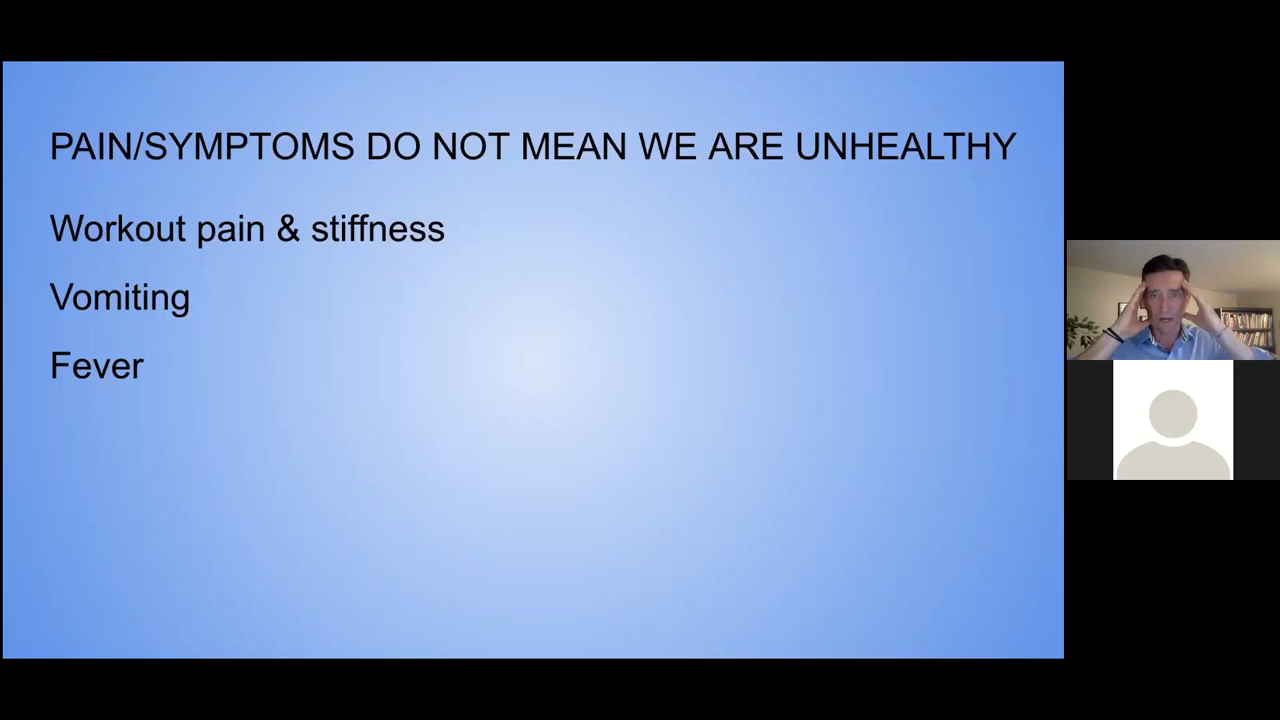 PAIN/SYMPTOMS DO NOT MEAN WE ARE UNHEALTHY
Workout pain & stiffness
Vomiting
Fever